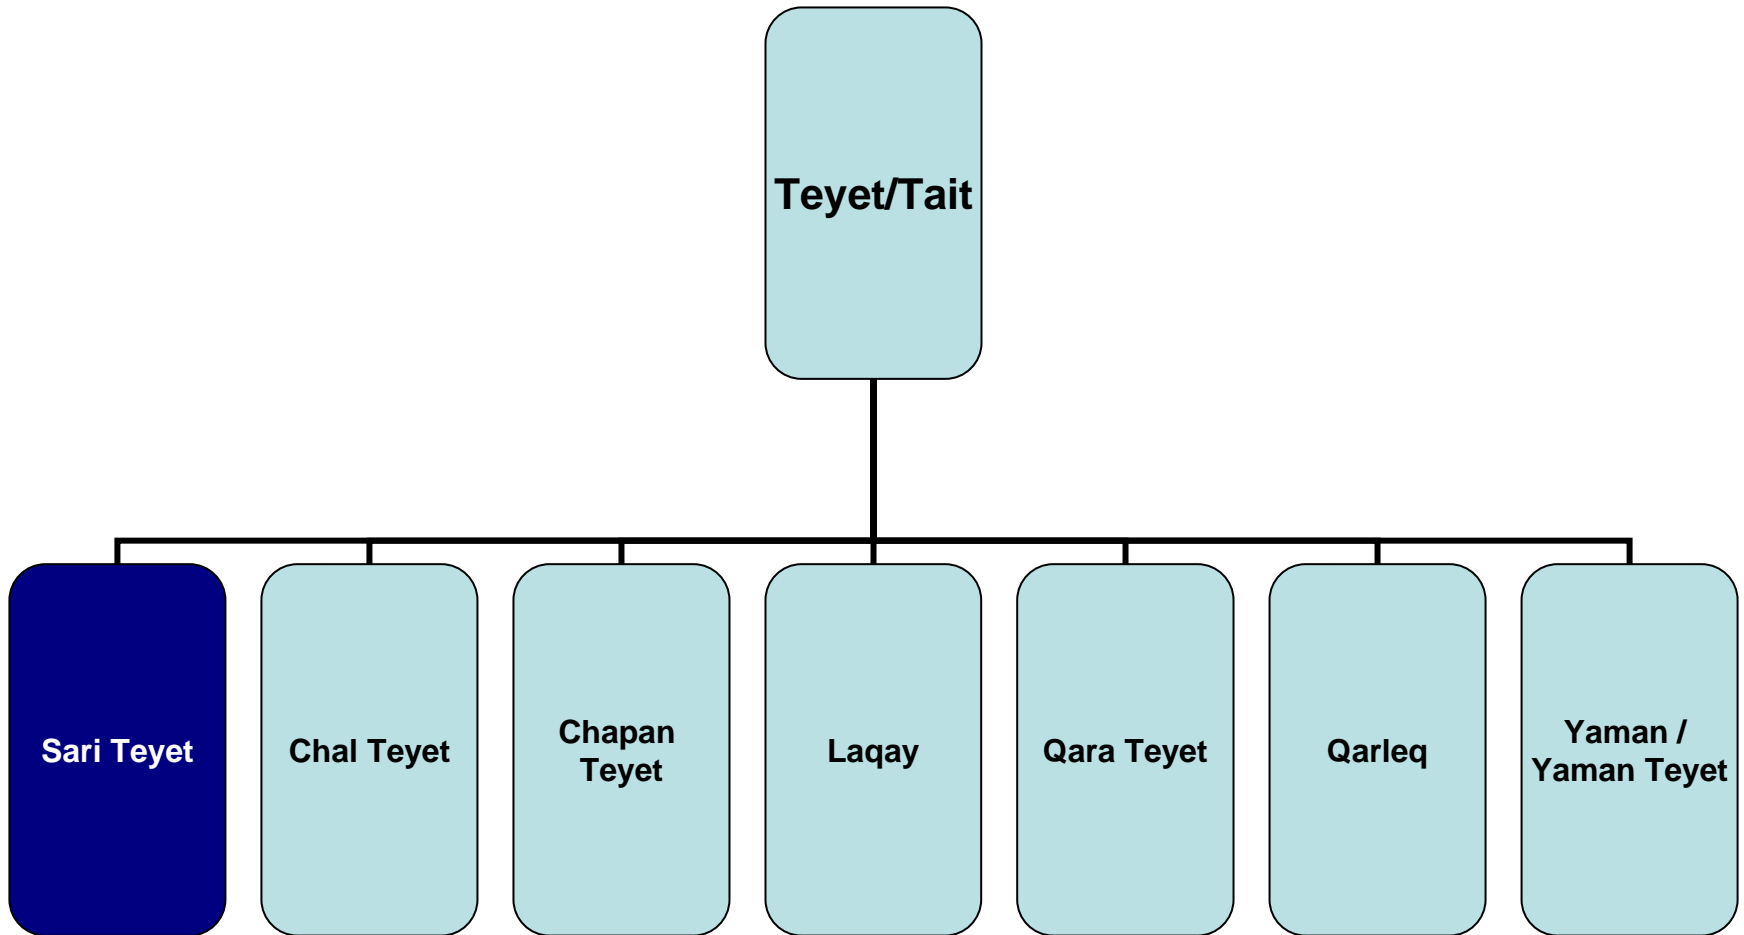 Teyet/Tait
Sari Teyet
Chal Teyet
Chapan
Teyet
Laqay
Qara Teyet
Qarleq
Yaman /
Yaman Teyet